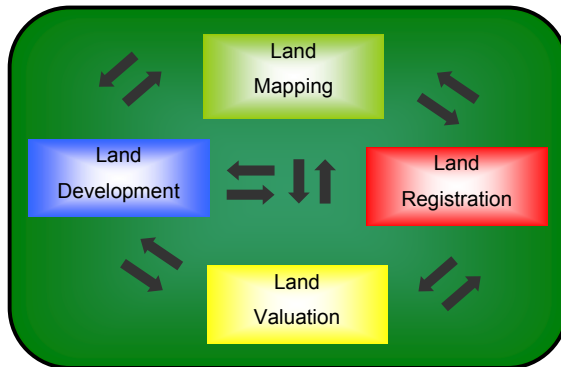 Land
Mapping
Land
Development
Land
Registration
Land
Valuation